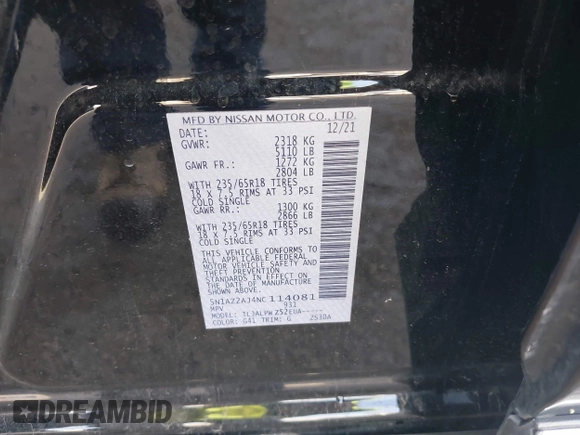 MFD BY NISSAN MOTOR CO., LTD.
DATE: 12/21
GVWR: 2318 KG
5110 LB
GAWR FR.: 1272 KG
2804 LB
WITH 235/65R18 TIRES
18 X 7.5 RIMS AT 33 PSI
COLD SINGLE
GAWR RR.: 1300 KG
2866 LB
WITH 235/65R18 TIRES
18 X 7.5 RIMS AT 33 PSI
COLD SINGLE
THIS VEHICLE CONFORMS TO
ALL APPLICABLE FEDERAL
MOTOR VEHICLE SAFETY AND
THEFT PREVENTION
STANDARDS IN EFFECT ON
THE DATE OF MANUFACTURE
SHOWN ABOVE.
5N1AZ2AJ4NC114081
MPV 931
MODEL:
COLOR: G41 TRIM: G 2530A
DREAMBID